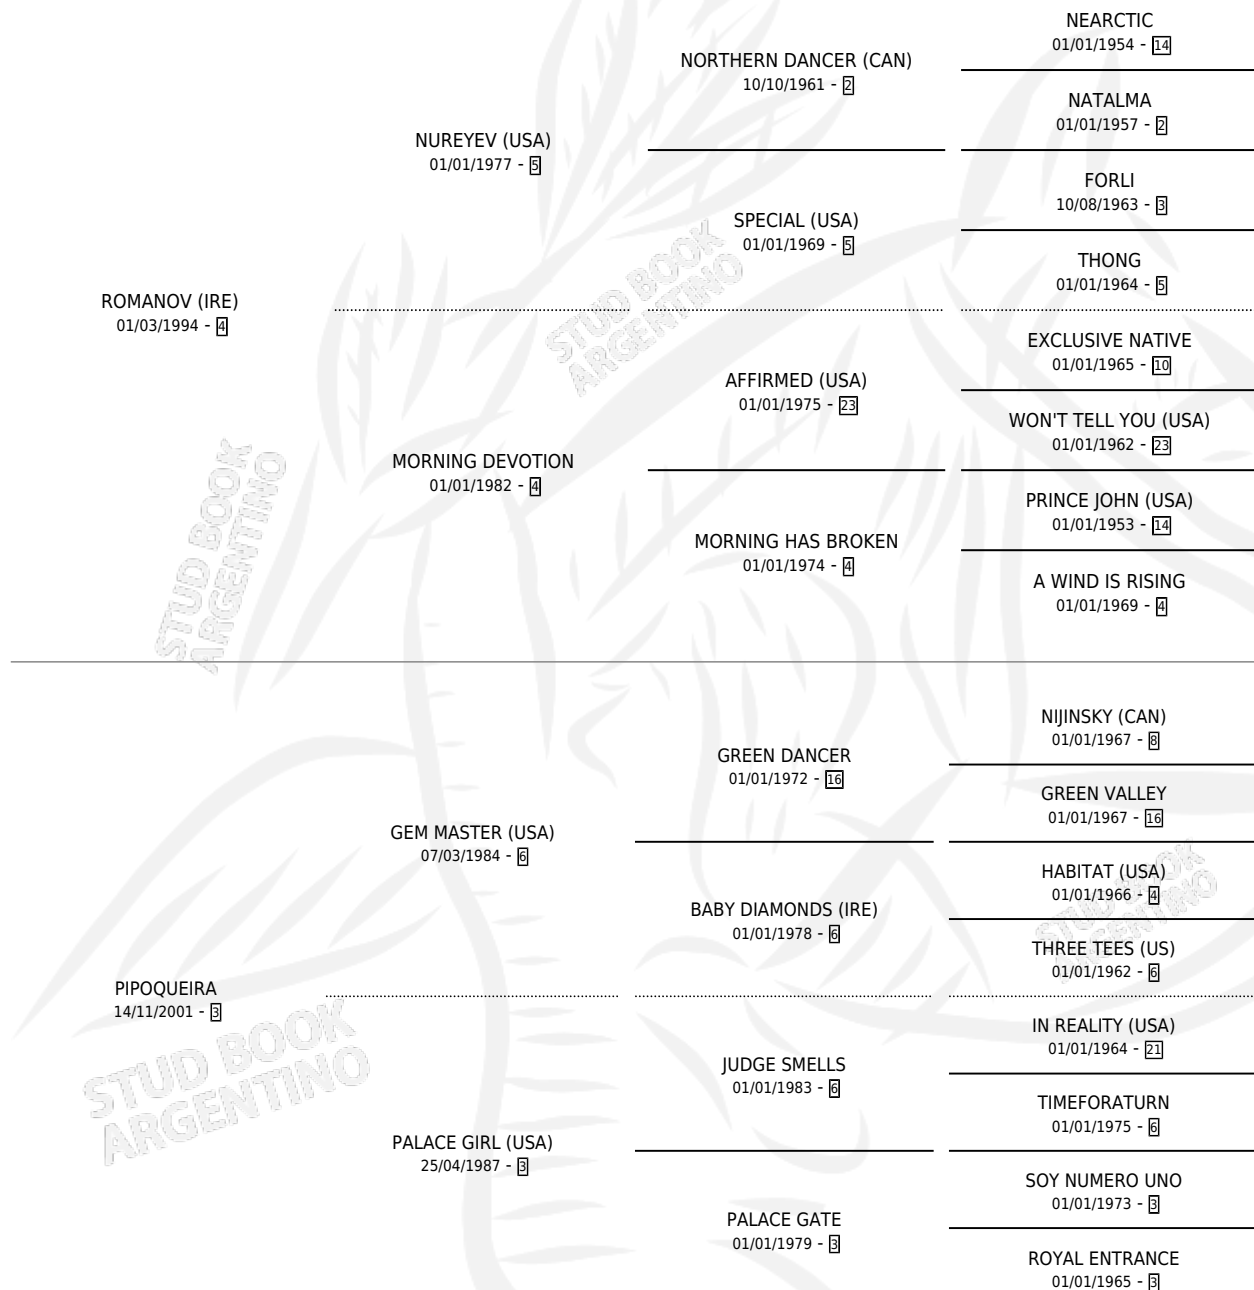 NEARCTIC
01/01/1954 - 14
NORTHERN DANCER (CAN)
10/10/1961 - 2
NATALMA
01/01/1957 - 2
NUREYEV (USA)
01/01/1977 - 5
FORLI
10/08/1963 - 3
SPECIAL (USA)
01/01/1969 - 5
THONG
01/01/1964 - 5
ROMANOV (IRE)
01/03/1994 - 4
EXCLUSIVE NATIVE
01/01/1965 - 10
AFFIRMED (USA)
01/01/1975 - 23
WON'T TELL YOU (USA)
01/01/1962 - 23
MORNING DEVOTION
01/01/1982 - 4
PRINCE JOHN (USA)
01/01/1953 - 14
MORNING HAS BROKEN
01/01/1974 - 4
A WIND IS RISING
01/01/1969 - 4
NIJINSKY (CAN)
01/01/1967 - 8
GREEN DANCER
01/01/1972 - 16
GREEN VALLEY
01/01/1967 - 16
GEM MASTER (USA)
07/03/1984 - 6
HABITAT (USA)
01/01/1966 - 4
BABY DIAMONDS (IRE)
01/01/1978 - 6
THREE TEES (US)
01/01/1962 - 6
PIPOQUEIRA
14/11/2001 - 3
IN REALITY (USA)
01/01/1964 - 21
JUDGE SMELLS
01/01/1983 - 6
TIMEFORATURN
01/01/1975 - 6
PALACE GIRL (USA)
25/04/1987 - 3
SOY NUMERO UNO
01/01/1973 - 3
PALACE GATE
01/01/1979 - 3
ROYAL ENTRANCE
01/01/1965 - 3
STUD BOOK
ARGENTINO
STUD BOOK
ARGENTINO
STUD BOOK
ARGENTINO
STUD BOOK
ARGENTINO